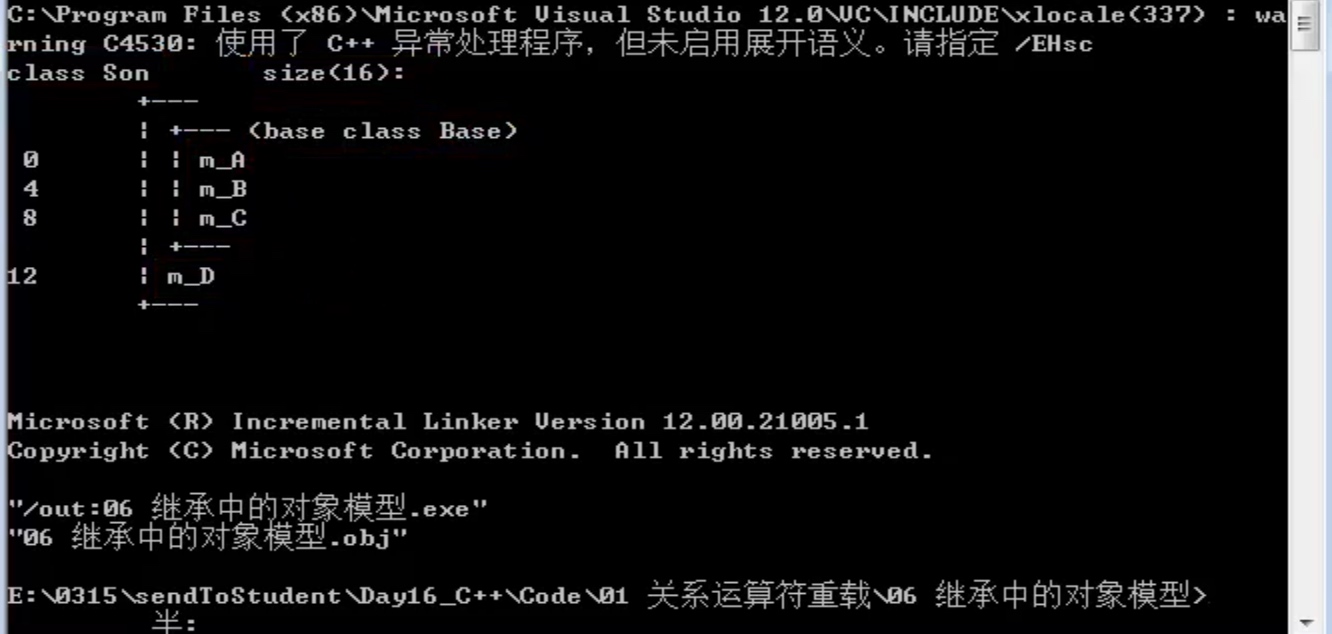 C:\Program Files (x86)\Microsoft Visual Studio 12.0\VC\INCLUDE\xlocale(337) : wa
rning C4530: 使用了 C++ 异常处理程序，但未启用展开语义。请指定 /EHsc
class Son       size(16):
        +---
        | +--- (base class Base)
 0      | | m_A
 4      | | m_B
 8      | | m_C
        | +---
12      | m_D
        +---
Microsoft (R) Incremental Linker Version 12.00.21005.1
Copyright (C) Microsoft Corporation.  All rights reserved.
"/out:06 继承中的对象模型.exe"
"06 继承中的对象模型.obj"
E:\0315\sendToStudent\Day16_C++\Code\01 关系运算符重载\06 继承中的对象模型>
半: